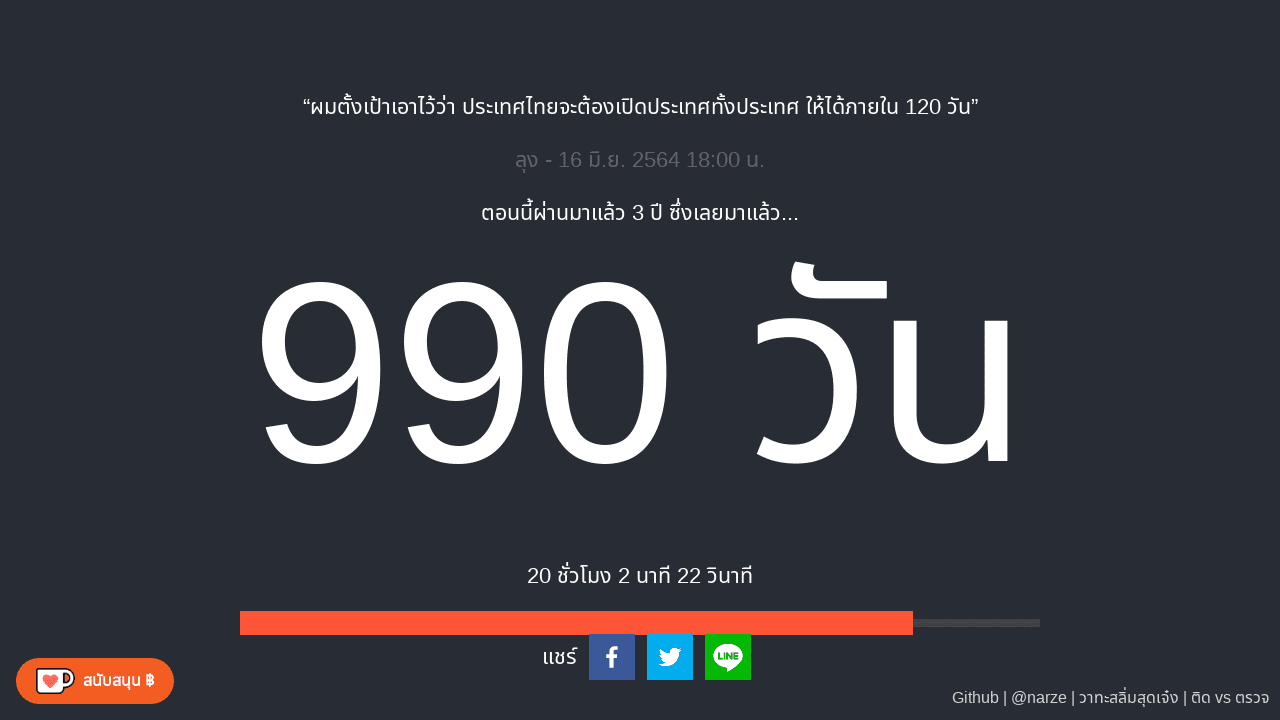 “ผมตั้งเป้าเอาไว้ว่า ประเทศไทยจะต้องเปิดประเทศทั้งประเทศ ให้ได้ภายใน 120 วัน”
ลุง - 16 มิ.ย. 2564 18:00 น.
ตอนนี้ผ่านมาแล้ว 3 ปี ซึ่งเลยมาแล้ว...
990 วัน
20 ชั่วโมง 2 นาที 22 วินาที
แชร์
LINE
สนับสนุน ฿
Github | @narze | วาทะสลิ่มสุดเจ๋ง | ติด vs ตรวจ